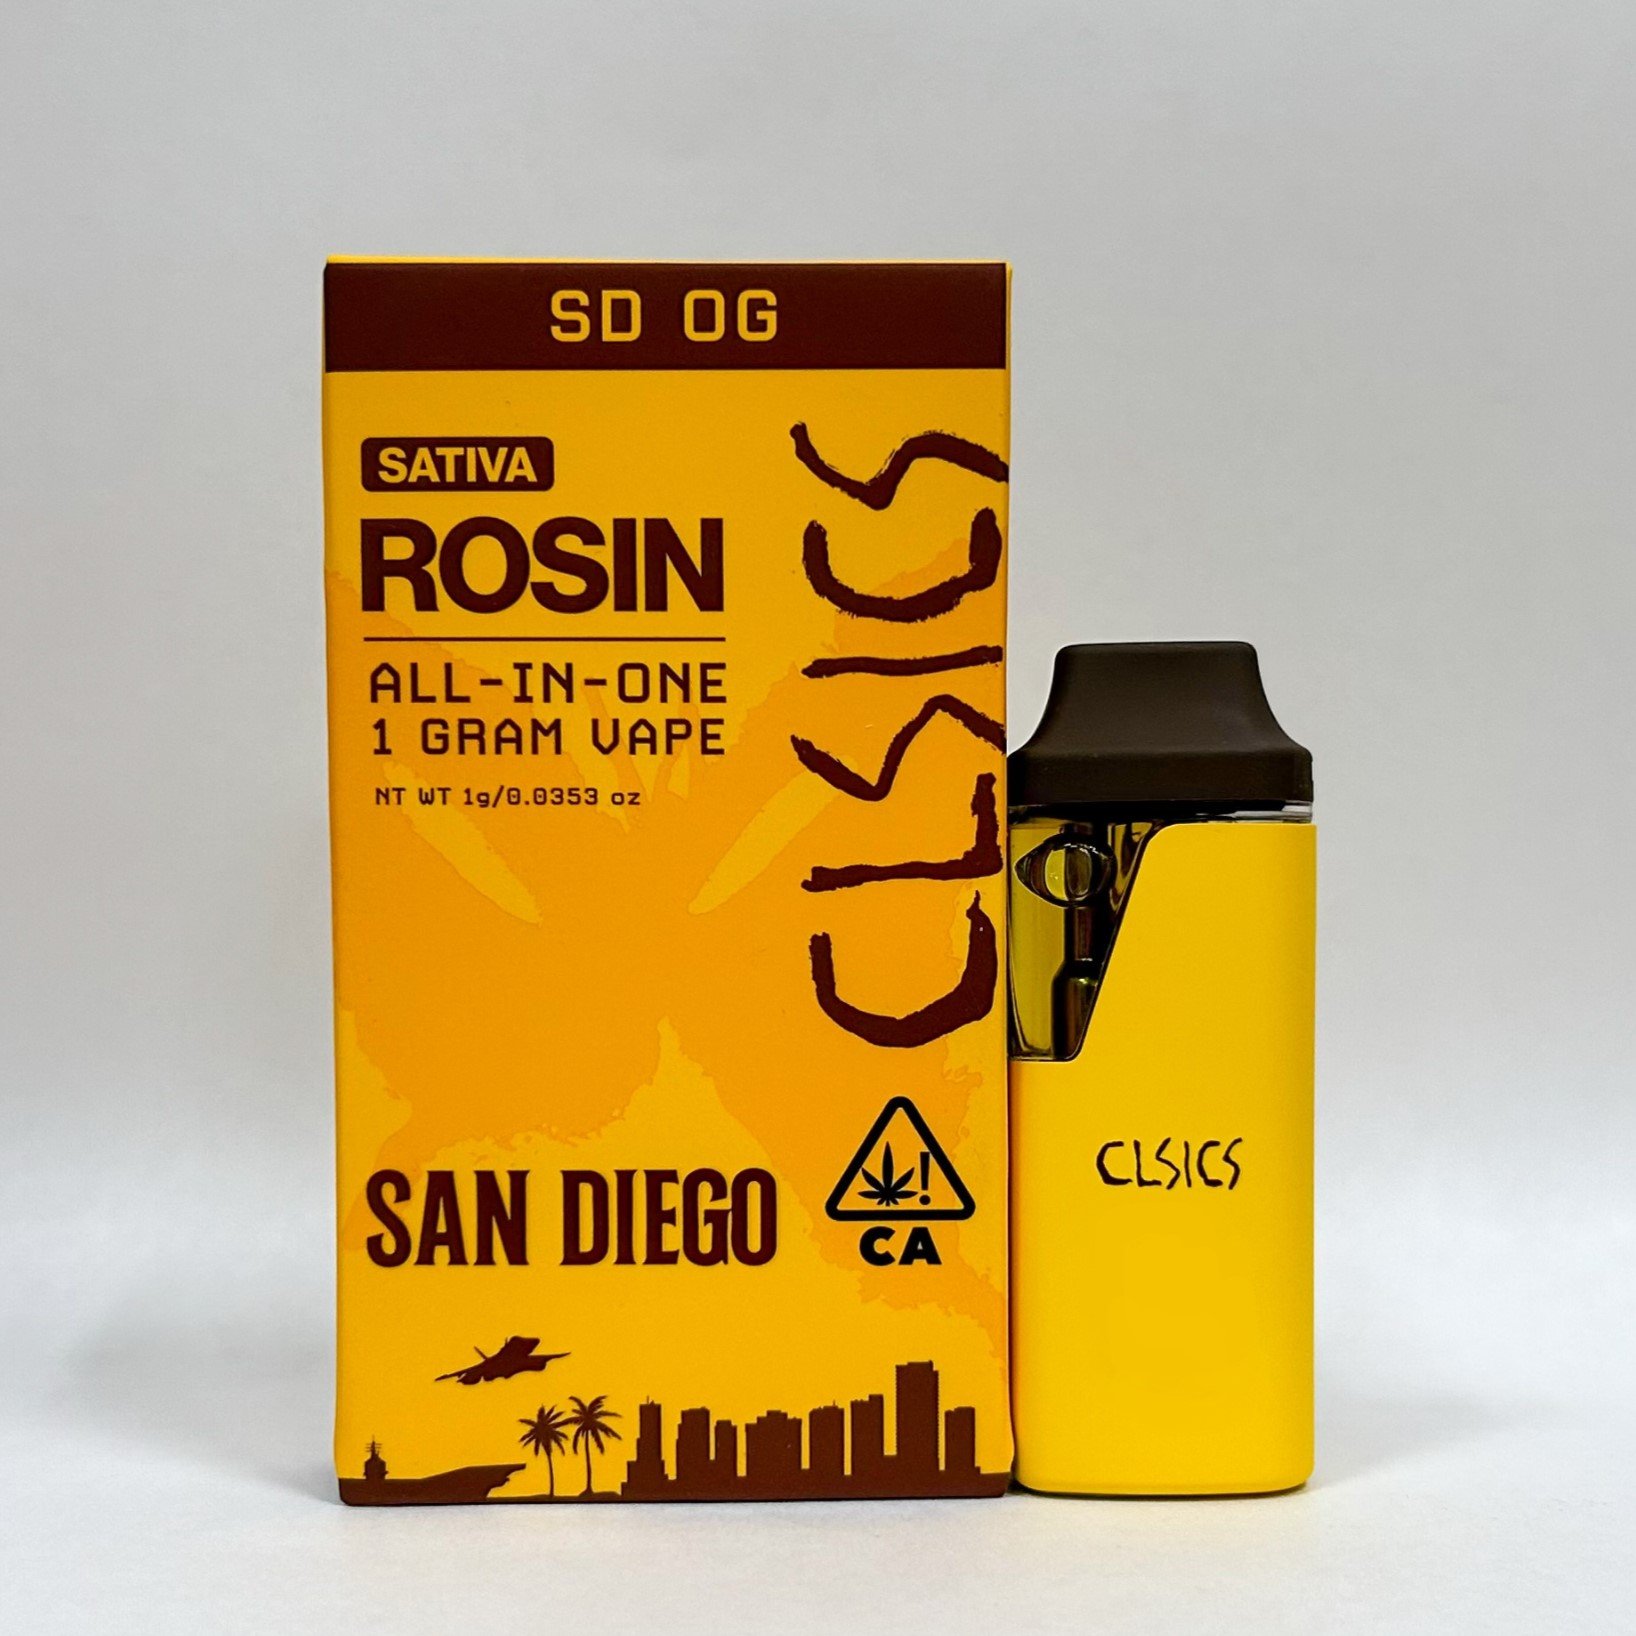 SD OG
SATIVA
ROSIN
ALL-IN-ONE
1 GRAM VAPE
NT WT 1g/0.0353 oz
CLSICS
SAN DIEGO
!
CA
CLSICS